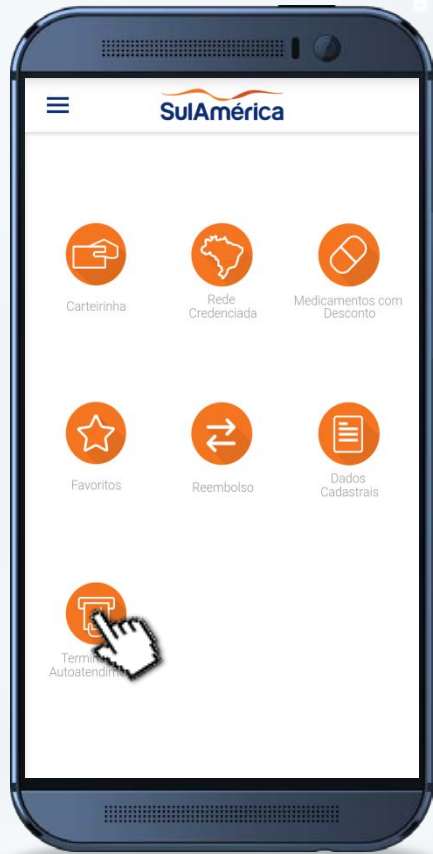 SulAmérica
Carteirinha
Rede
Credenciada
Medicamentos com
Desconto
Favoritos
Reembolso
Dados
Cadastrais